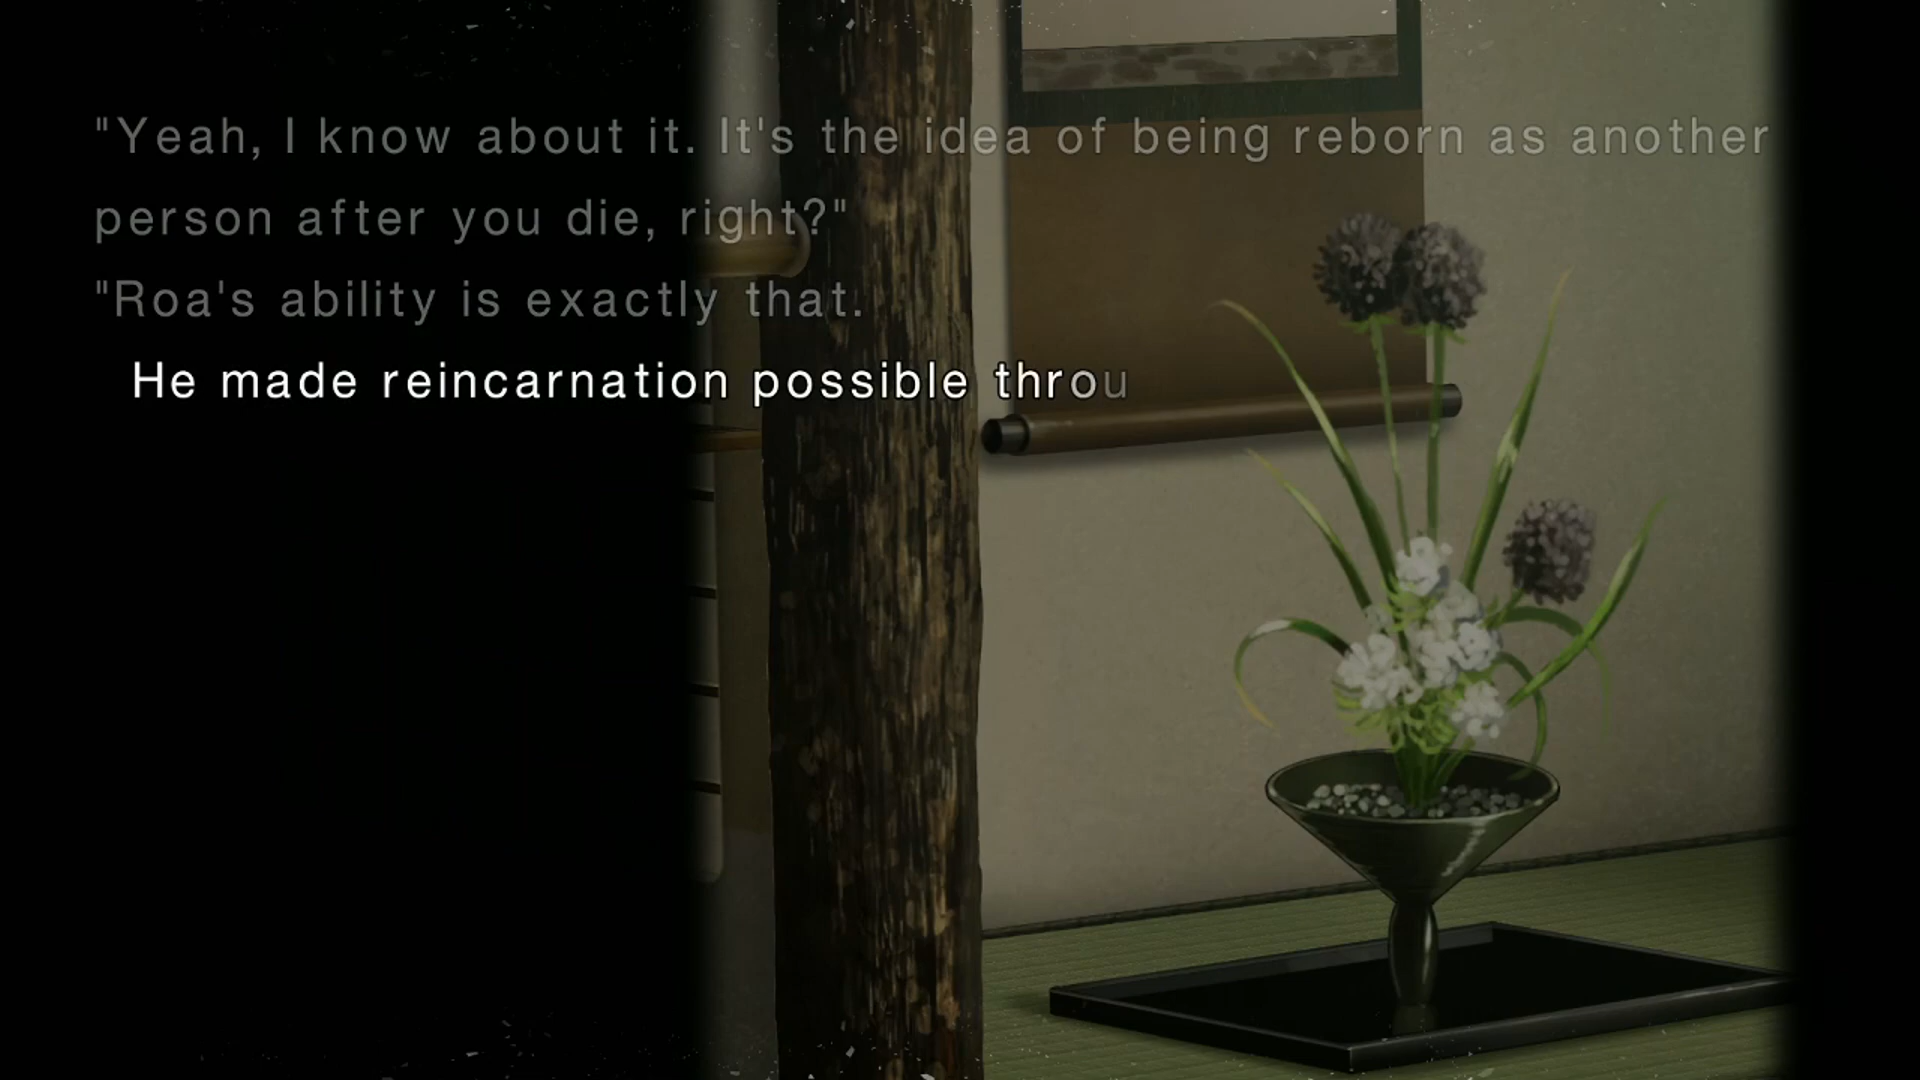 "Yeah, I know about it. It's the idea of being reborn as another
person after you die, right?"
"Roa's ability is exactly that.
He made reincarnation possible throu